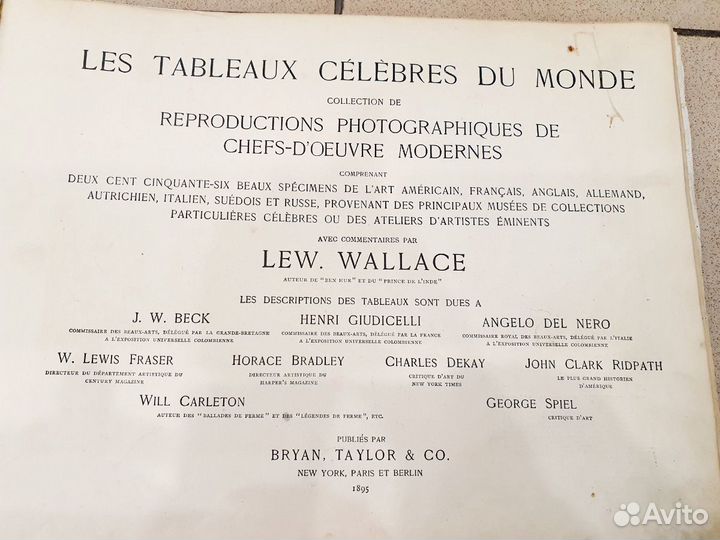 LES TABLEAUX CÉLÈBRES DU MONDE
COLLECTION DE
REPRODUCTIONS PHOTOGRAPHIQUES DE
CHEFS-D'ŒUVRE MODERNES
COMPRENANT
DEUX CENT CINQUANTE-SIX BEAUX SPÉCIMENS DE L'ART AMÉRICAIN, FRANÇAIS, ANGLAIS, ALLEMAND,
AUTRICHIEN, ITALIEN, SUÉDOIS ET RUSSE, PROVENANT DES PRINCIPAUX MUSÉES DE COLLECTIONS
PARTICULIÈRES CÉLÈBRES OU DES ATELIERS D'ARTISTES ÉMINENTS
AVEC COMMENTAIRES PAR
LEW. WALLACE
AUTEUR DE "BEN HUR" ET DU "PRINCE DE L'INDE"
LES DESCRIPTIONS DES TABLEAUX SONT DUES A
J. W. BECK
COMMISSAIRE DES BEAUX-ARTS, DÉLÉGUÉ PAR LA GRANDE-BRETAGNE
A L'EXPOSITION UNIVERSELLE COLOMBIENNE
HENRI GIUDICELLI
COMMISSAIRE DES BEAUX-ARTS, DÉLÉGUÉ PAR LA FRANCE
A L'EXPOSITION UNIVERSELLE COLOMBIENNE
ANGELO DEL NERO
COMMISSAIRE ROYAL DES BEAUX-ARTS, DÉLÉGUÉ PAR L'ITALIE
A L'EXPOSITION UNIVERSELLE COLOMBIENNE
W. LEWIS FRASER
DIRECTEUR DU DÉPARTEMENT ARTISTIQUE DU
CENTURY MAGAZINE
HORACE BRADLEY
DIRECTEUR ARTISTIQUE DU
HARPER'S MAGAZINE
CHARLES DEKAY
CRITIQUE D'ART DU
NEW YORK TIMES
JOHN CLARK RIDPATH
LE PLUS GRAND HISTORIEN
D'AMÉRIQUE
WILL CARLETON
AUTEUR DES "BALLADES DE FERME" ET DES "LÉGENDES DE FERME", ETC.
GEORGE SPIEL
CRITIQUE D'ART
PUBLIÉS PAR
BRYAN, TAYLOR & CO.
NEW YORK, PARIS ET BERLIN
1895
Avito